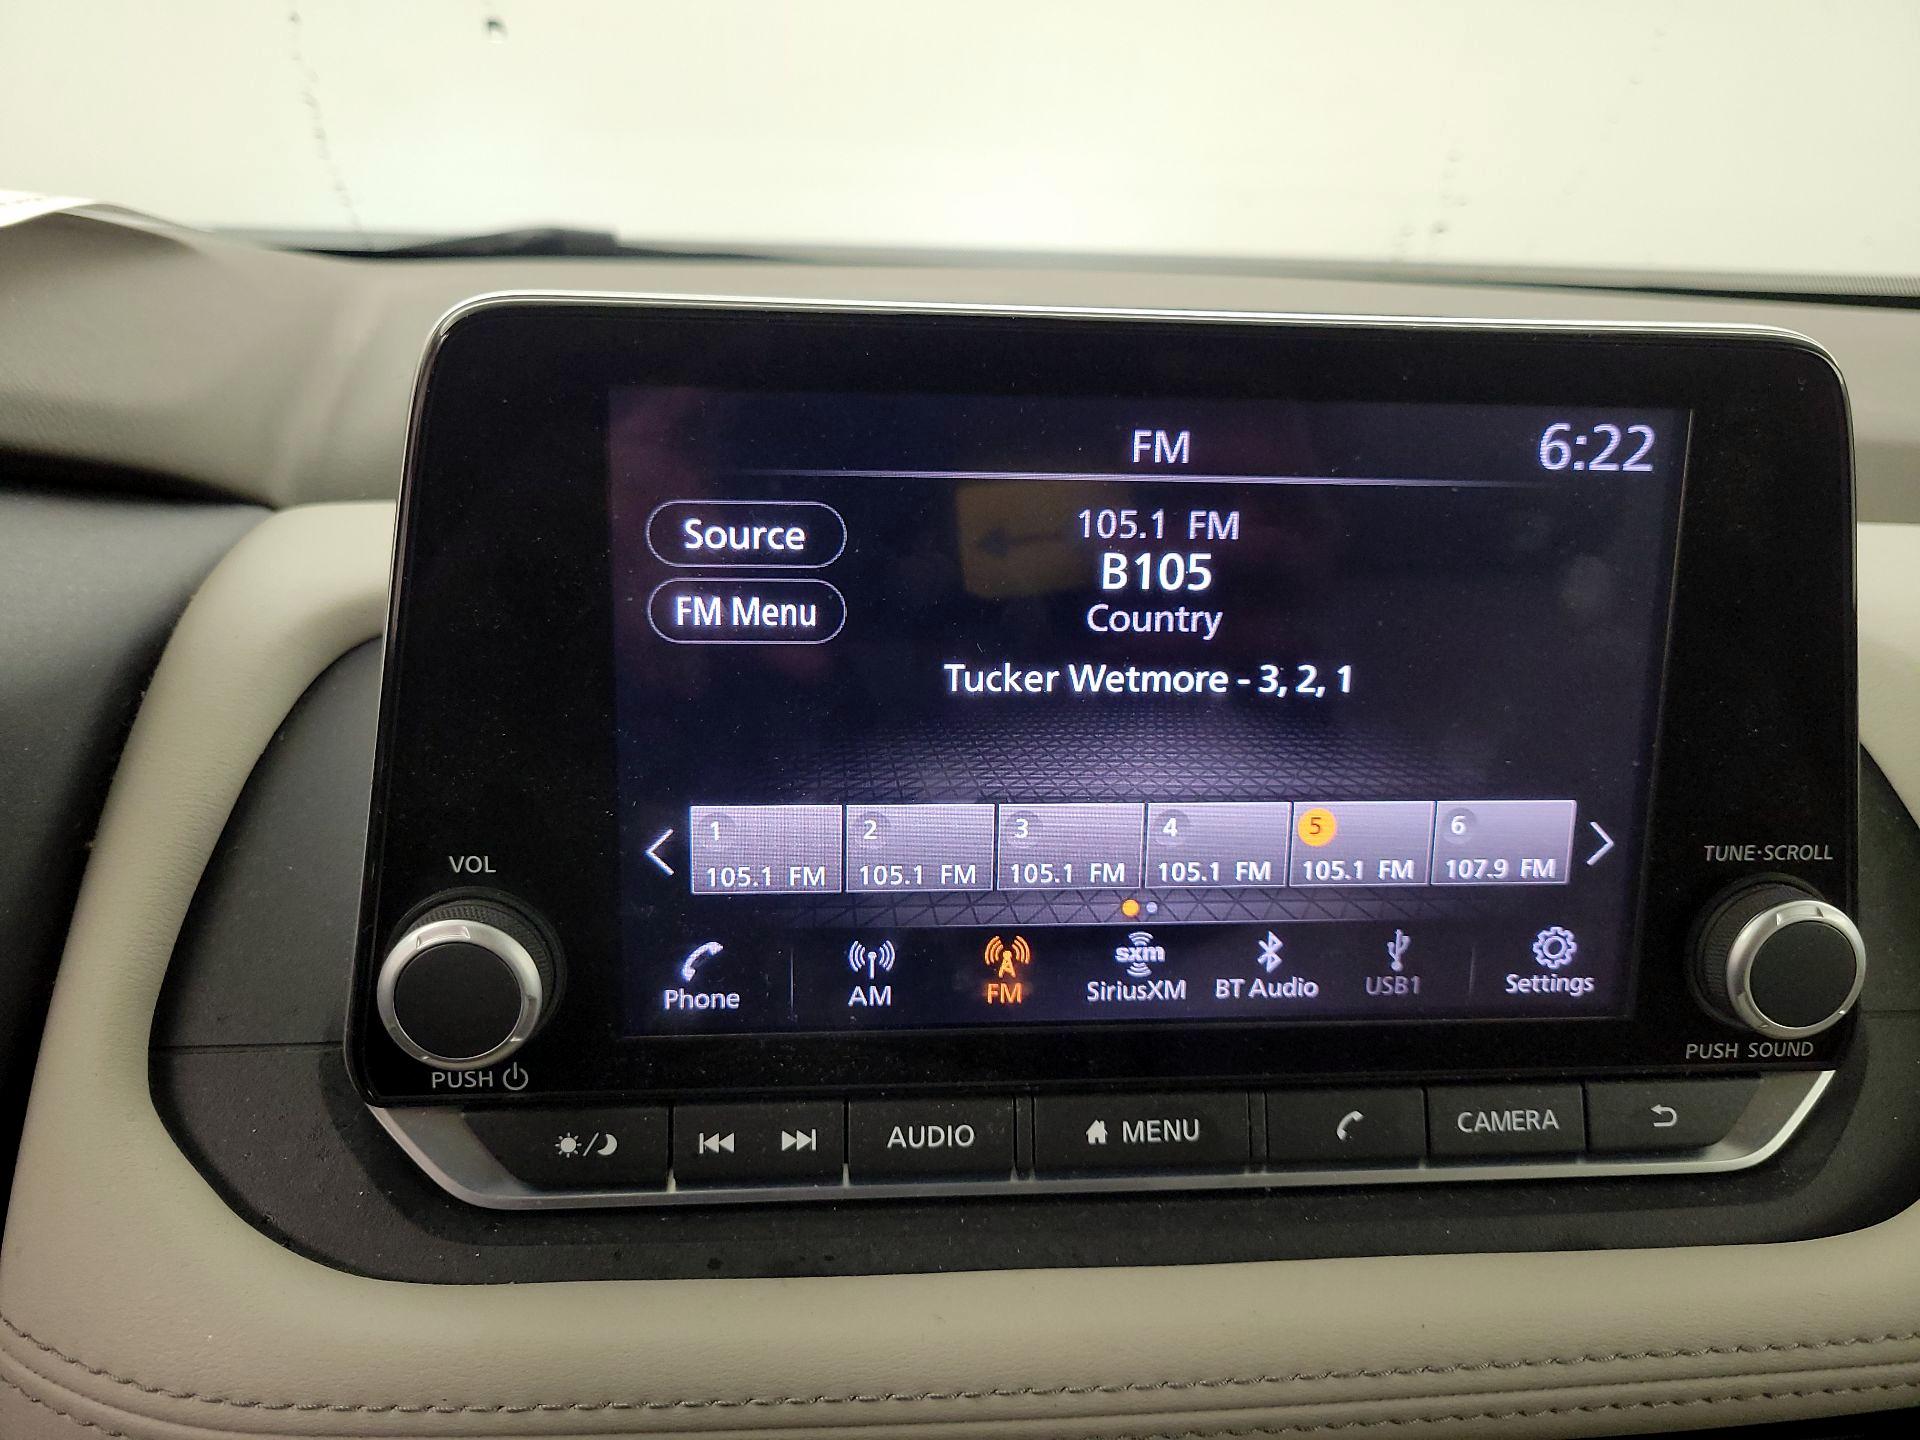 FM
6:22
Source
105.1 FM
B105
FM Menu
Country
Tucker Wetmore - 3, 2, 1
1
105.1 FM
2
105.1 FM
3
105.1 FM
4
105.1 FM
5
105.1 FM
6
107.9 FM
Phone
AM
FM
sxm
SiriusXM
BT Audio
USB1
Settings
VOL
PUSH
TUNE·SCROLL
PUSH SOUND
AUDIO
MENU
CAMERA